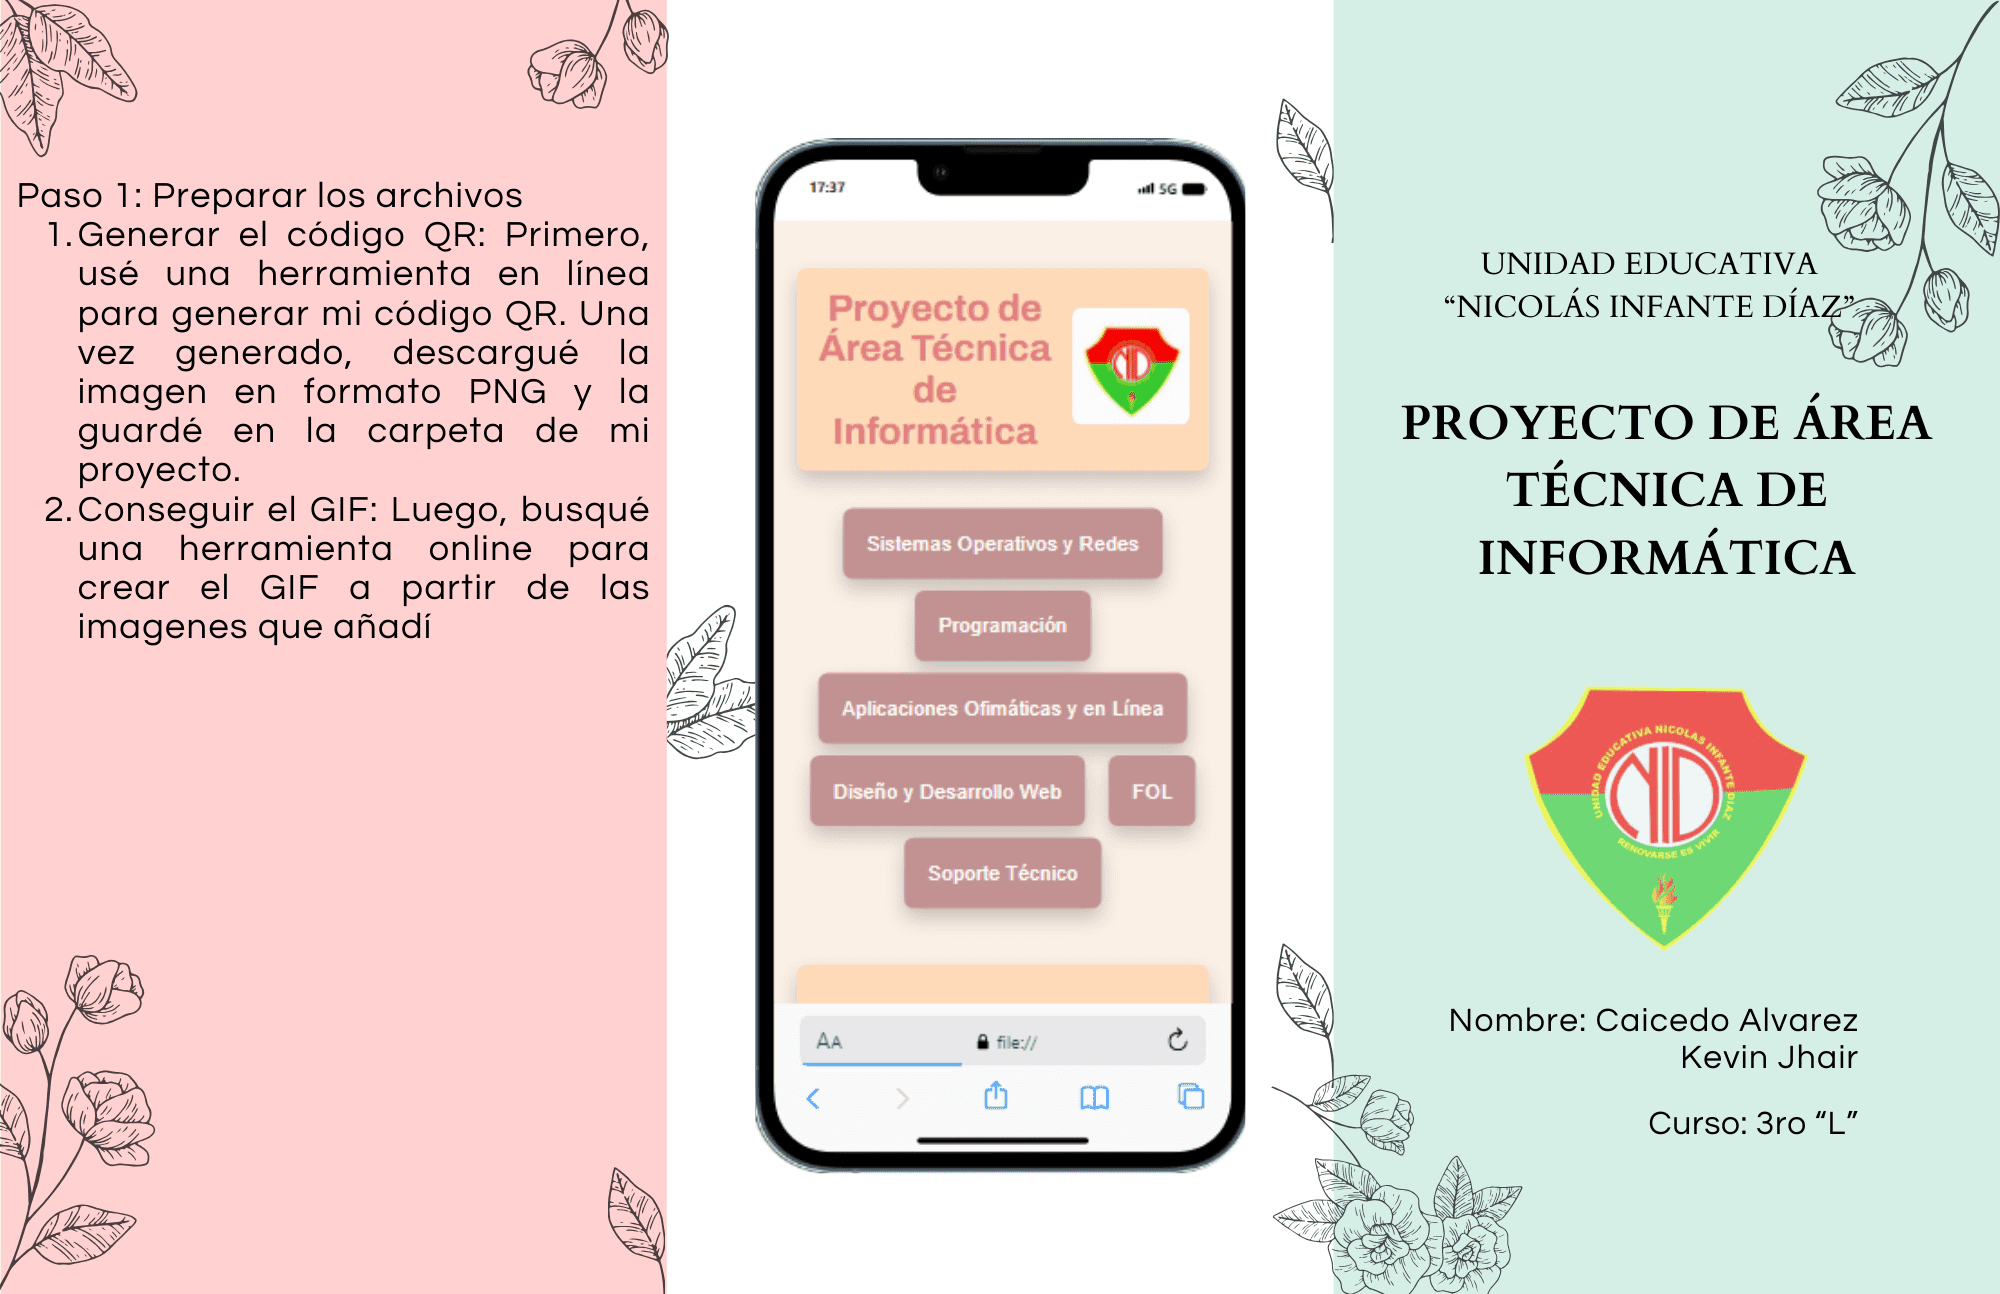 Paso 1: Preparar los archivos
1. Generar el código QR: Primero,
usé una herramienta en línea
para generar mi código QR. Una
vez generado, descargué la
imagen en formato PNG y la
guardé en la carpeta de mi
proyecto.
2. Conseguir el GIF: Luego, busqué
una herramienta online para
crear el GIF a partir de las
imagenes que añadí
17:37
5G
Proyecto de
Área Técnica
de
Informática
NID
Sistemas Operativos y Redes
Programación
Aplicaciones Ofimáticas y en Línea
Diseño y Desarrollo Web
FOL
Soporte Técnico
AA
file://
UNIDAD EDUCATIVA
“NICOLÁS INFANTE DÍAZ”
PROYECTO DE ÁREA
TÉCNICA DE
INFORMÁTICA
UNIDAD EDUCATIVA NICOLAS INFANTE DIAZ
NID
RENOVARSE ES VIVIR
Nombre: Caicedo Alvarez
Kevin Jhair
Curso: 3ro “L”